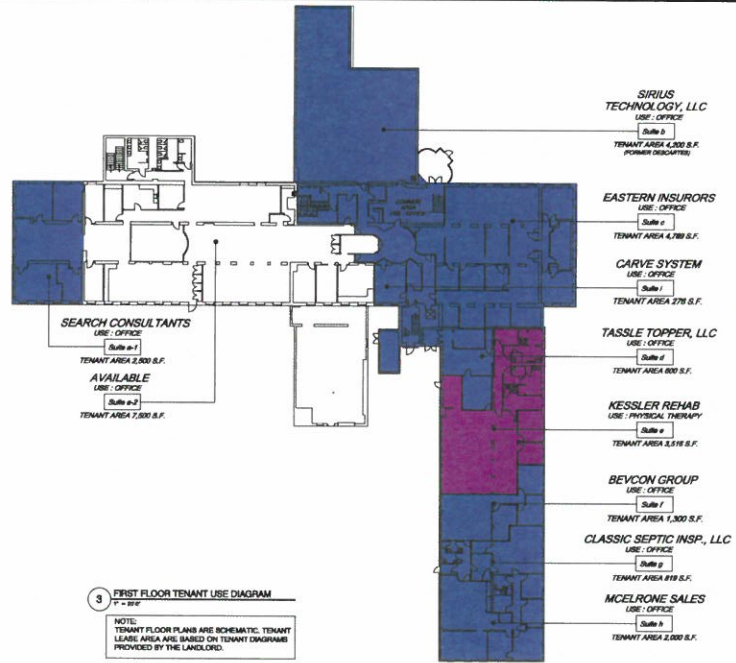 SIRIUS
TECHNOLOGY, LLC
USE : OFFICE
Suite b
TENANT AREA 4,200 S.F.
(FORMER DESCARTES)
EASTERN INSURORS
USE : OFFICE
Suite c
TENANT AREA 4,789 S.F.
CARVE SYSTEM
USE : OFFICE
Suite i
TENANT AREA 276 S.F.
TASSLE TOPPER, LLC
USE : OFFICE
Suite d
TENANT AREA 600 S.F.
KESSLER REHAB
USE : PHYSICAL THERAPY
Suite e
TENANT AREA 3,516 S.F.
BEVCON GROUP
USE : OFFICE
Suite f
TENANT AREA 1,300 S.F.
CLASSIC SEPTIC INSP., LLC
USE : OFFICE
Suite g
TENANT AREA 819 S.F.
MCELRONE SALES
USE : OFFICE
Suite h
TENANT AREA 2,000 S.F.
SEARCH CONSULTANTS
USE : OFFICE
Suite a-1
TENANT AREA 2,500 S.F.
AVAILABLE
USE : OFFICE
Suite a-2
TENANT AREA 7,500 S.F.
COMMON
AREA
3 FIRST FLOOR TENANT USE DIAGRAM
NOTE:
TENANT FLOOR PLANS ARE SCHEMATIC. TENANT
LEASE AREA ARE BASED ON TENANT DIAGRAMS
PROVIDED BY THE LANDLORD.